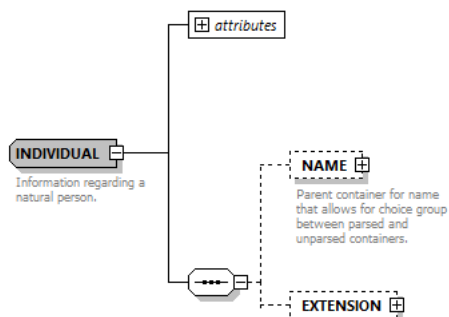 attributes
INDIVIDUAL
Information regarding a
natural person.
NAME
Parent container for name
that allows for choice group
between parsed and
unparsed containers.
EXTENSION